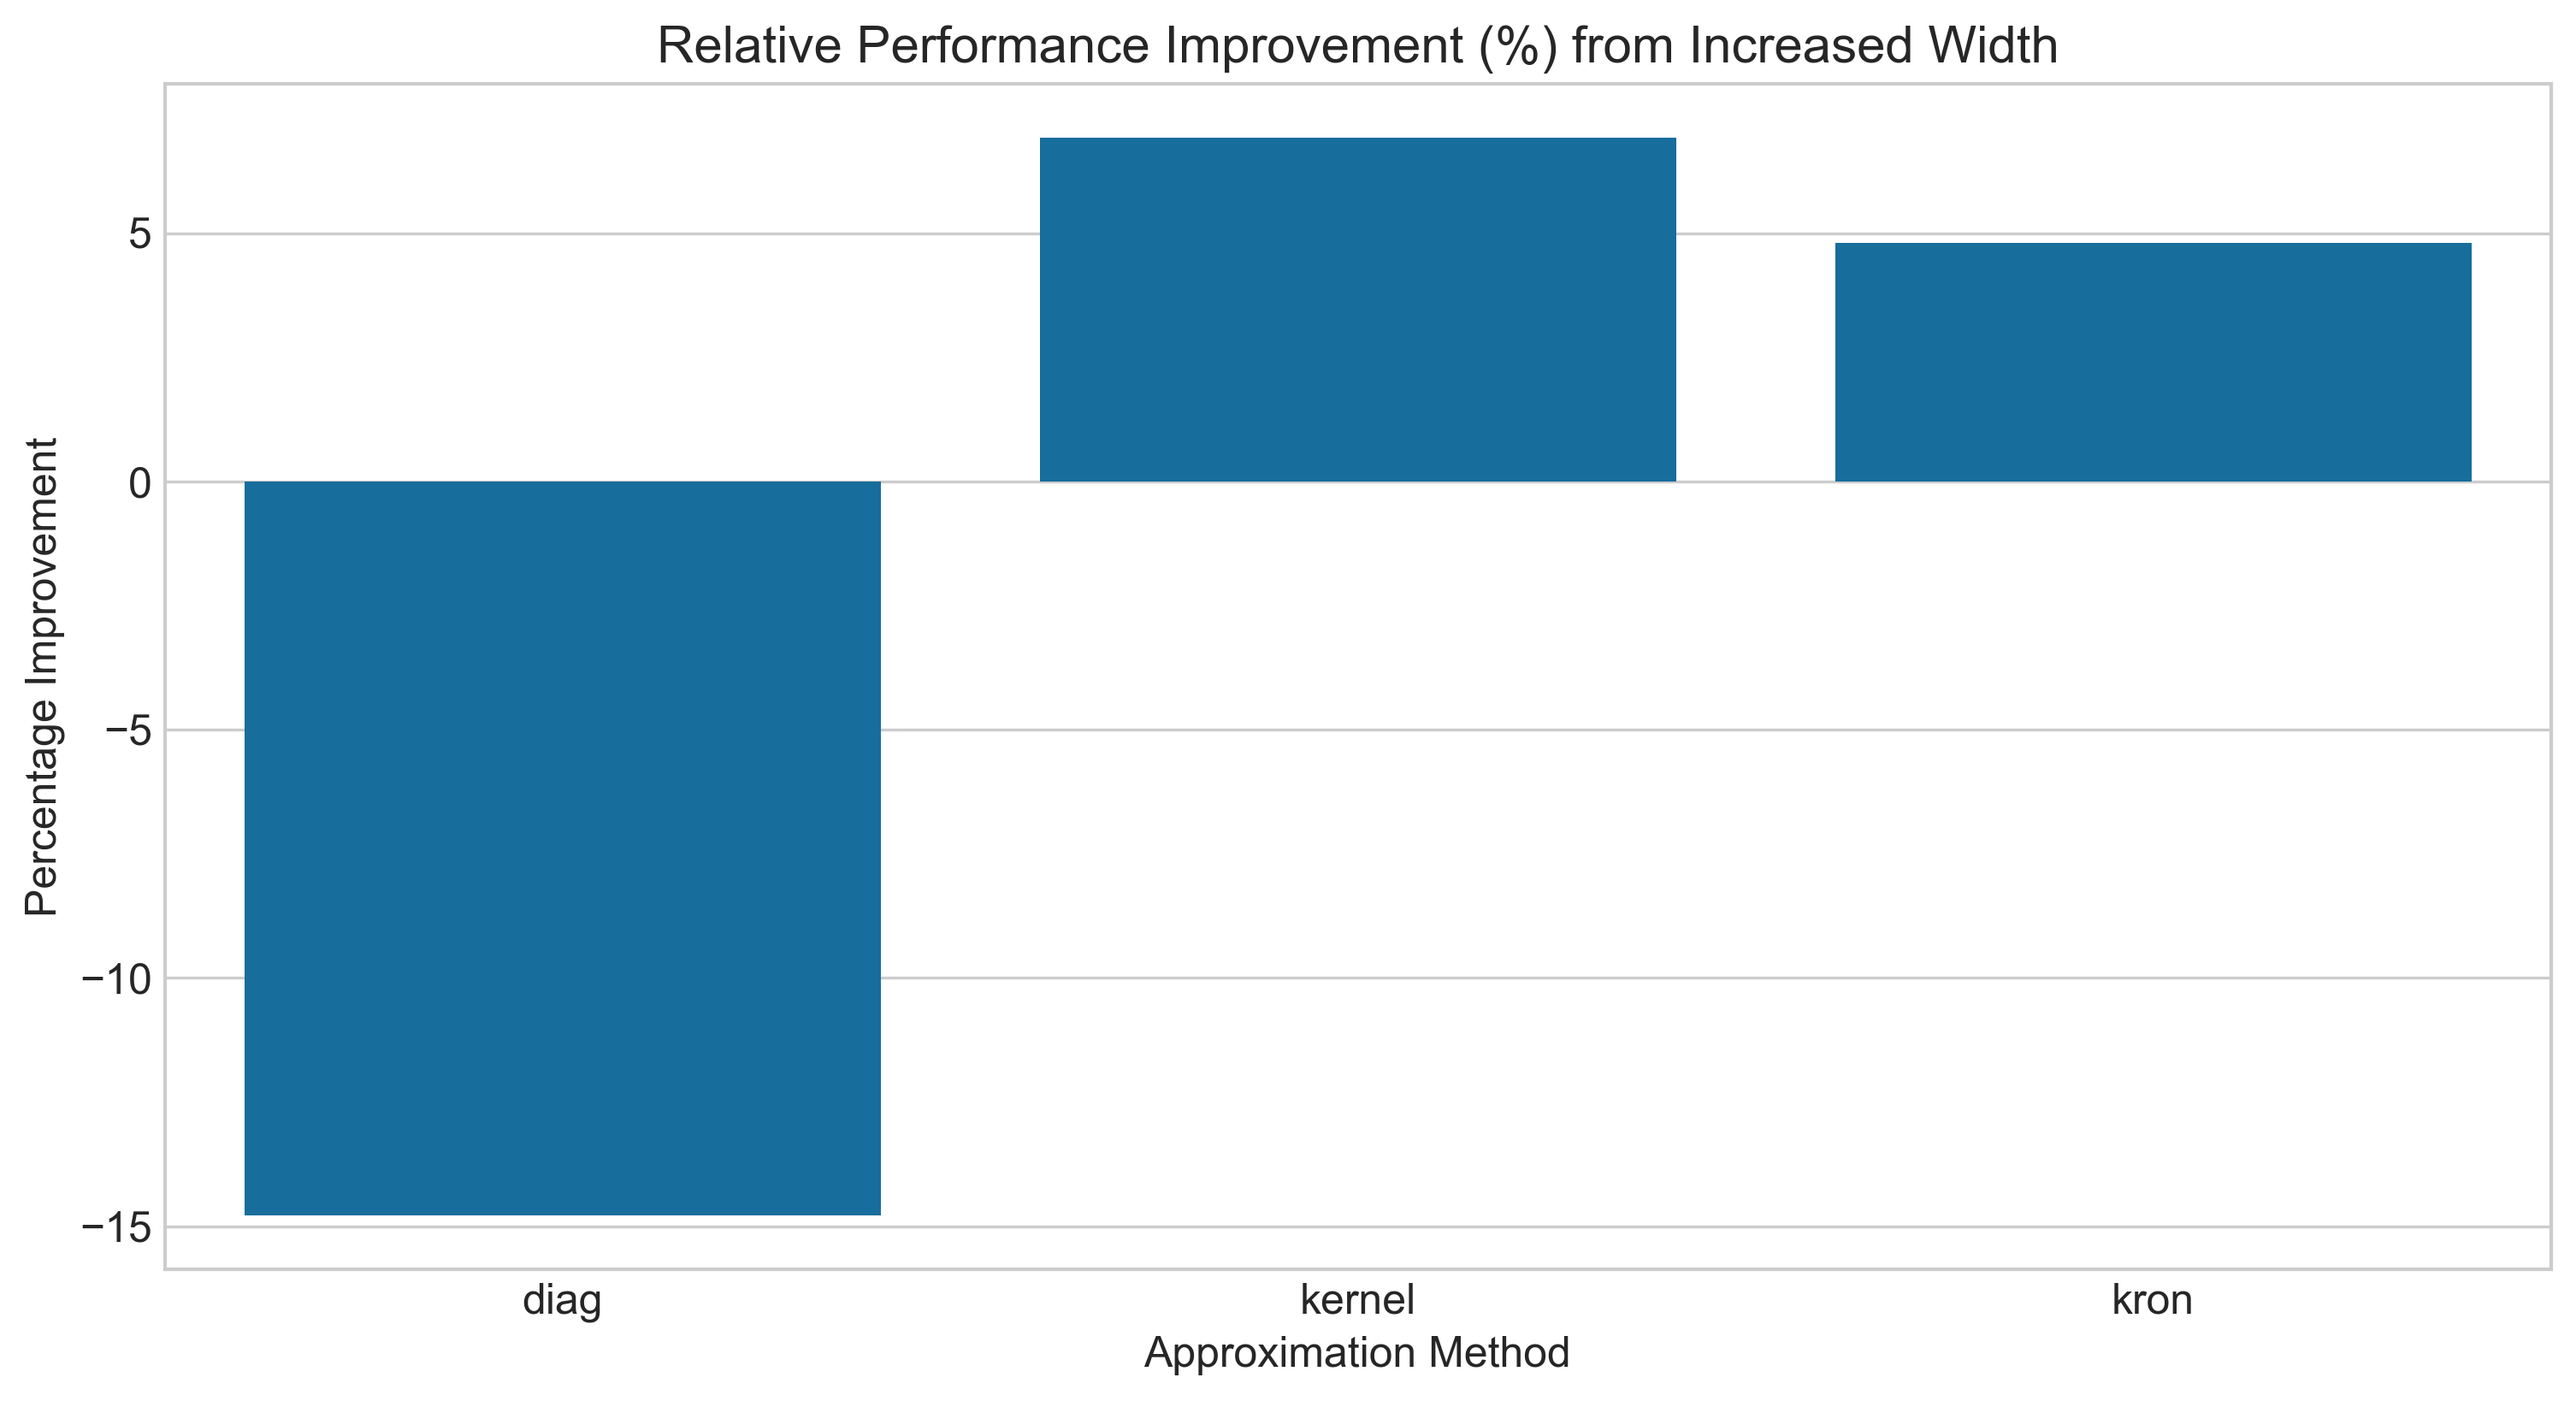 Relative Performance Improvement (%) from Increased Width
Percentage Improvement
5
0
−5
−10
−15
diag
kernel
kron
Approximation Method